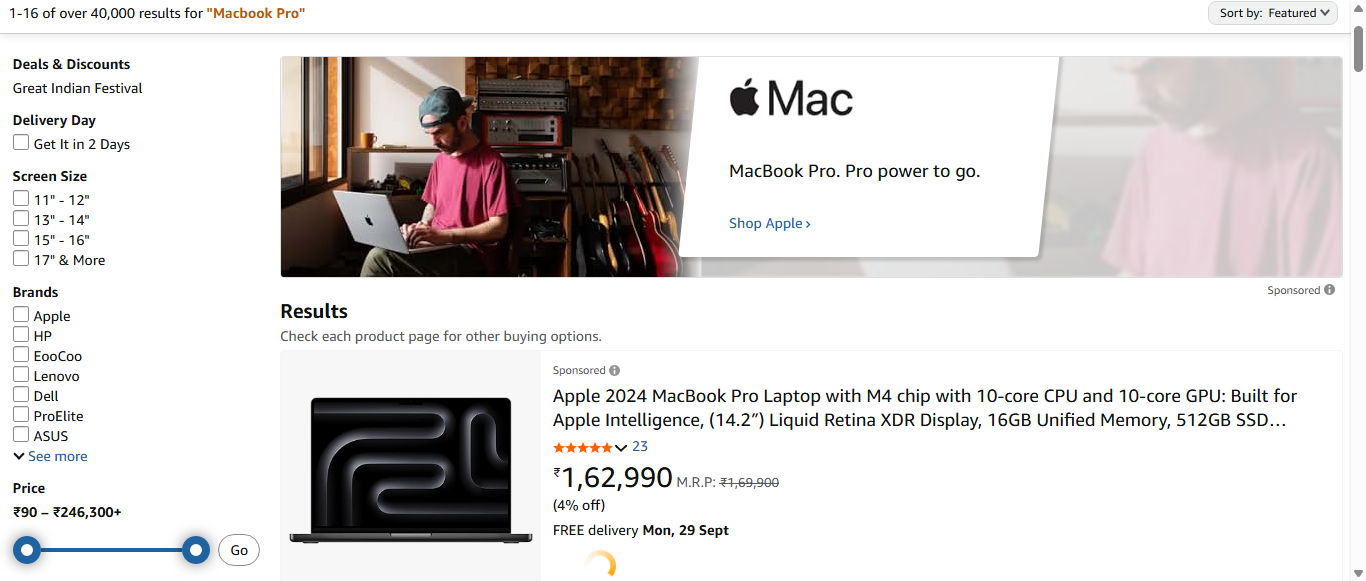 1-16 of over 40,000 results for "Macbook Pro"
Sort by: Featured
Deals & Discounts
Great Indian Festival
Delivery Day
Get It in 2 Days
Screen Size
11" - 12"
13" - 14"
15" - 16"
17" & More
Brands
Apple
HP
EooCoo
Lenovo
Dell
ProElite
ASUS
See more
Price
₹90 – ₹246,300+
Go
Mac
MacBook Pro. Pro power to go.
Shop Apple ›
Sponsored
Results
Check each product page for other buying options.
Sponsored
Apple 2024 MacBook Pro Laptop with M4 chip with 10-core CPU and 10-core GPU: Built for
Apple Intelligence, (14.2″) Liquid Retina XDR Display, 16GB Unified Memory, 512GB SSD…
23
₹1,62,990 M.R.P: ₹1,69,900
(4% off)
FREE delivery Mon, 29 Sept